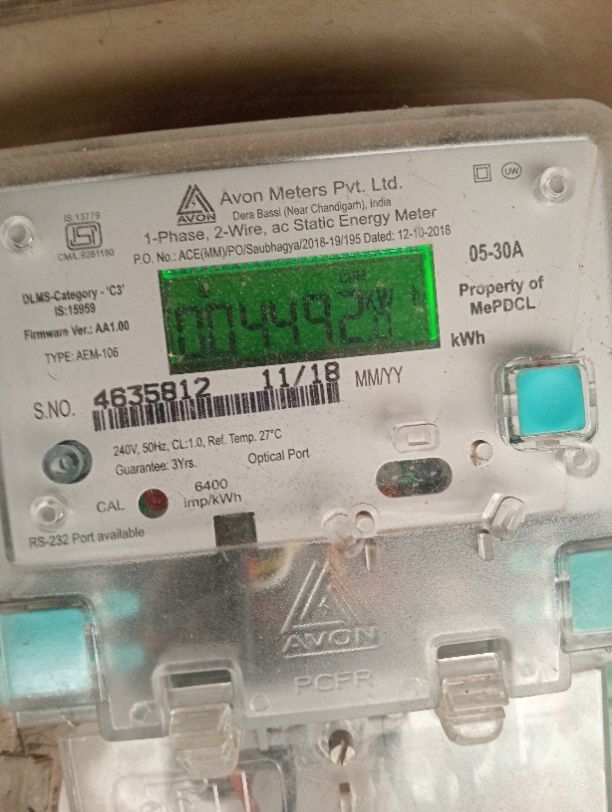 Avon Meters Pvt. Ltd.
AVON
Dera Bassi (Near Chandigarh), India
UW
IS:13779
ISI
CM/L:9261180
1-Phase, 2-Wire, ac Static Energy Meter
P.O. No.: ACE(MM)/PO/Saubhagya/2018-19/195 Dated: 12-10-2018
05-30A
DLMS-Category - 'C3'
IS:15959
Firmware Ver.: AA1.00
TYPE: AEM-106
CUM
004492 kW h
Property of
MePDCL
kWh
S.NO. 4635812 11/18 MM/YY
240V, 50Hz, CL:1.0, Ref. Temp. 27°C
Guarantee: 3Yrs.
Optical Port
CAL
6400
imp/kWh
RS-232 Port available
AVON